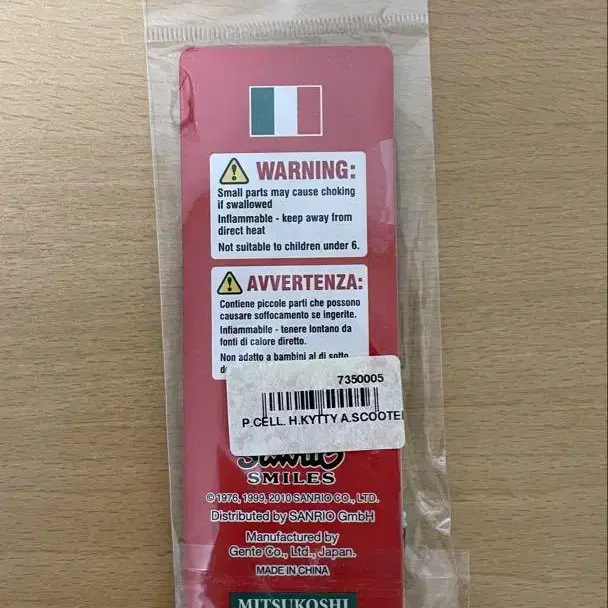 WARNING:
Small parts may cause choking
if swallowed
Inflammable - keep away from
direct heat
Not suitable to children under 6.
AVVERTENZA:
Contiene piccole parti che possono
causare soffocamento se ingerite.
Infiammabile - tenere lontano da
fonti di calore diretto.
Non adatto a bambini al di sotto
7350005
P.CELL. H.KYTTY A.SCOOTE
Sanrio
SMILES
© 1976, 1999, 2010 SANRIO CO., LTD.
Distributed by SANRIO GmbH
Manufactured by
Gente Co., Ltd., Japan.
MADE IN CHINA
MITSUKOSHI